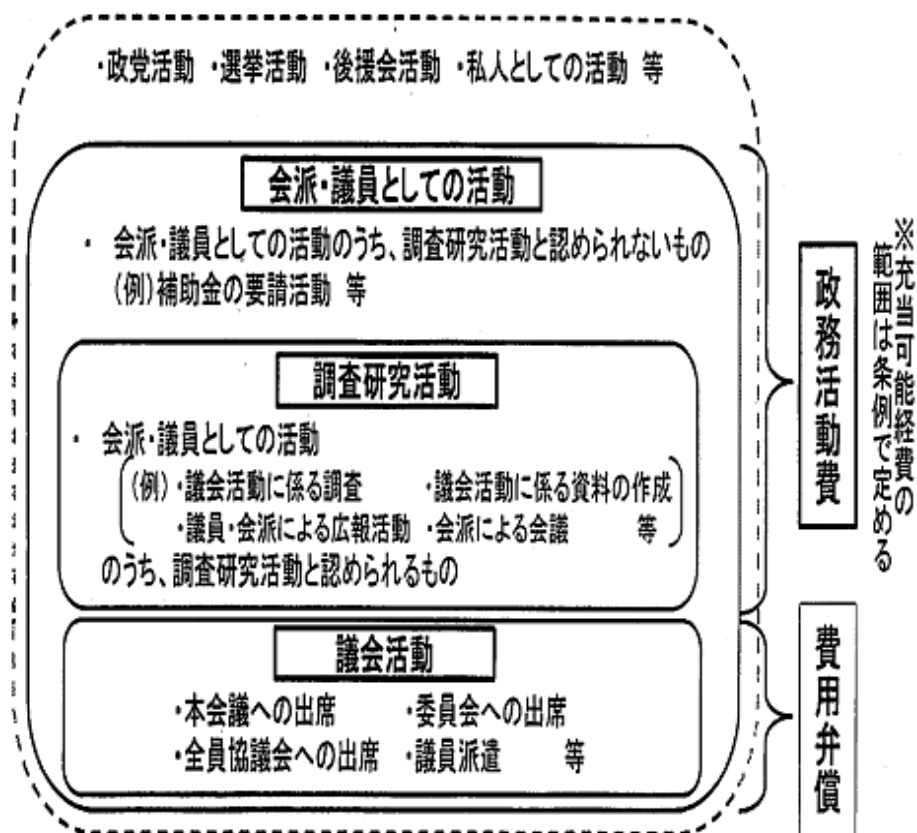 ・政党活動 ・選挙活動 ・後援会活動 ・私人としての活動 等
会派・議員としての活動
・ 会派・議員としての活動のうち、調査研究活動と認められないもの
(例)補助金の要請活動 等
調査研究活動
・ 会派・議員としての活動
(例)・議会活動に係る調査 ・議会活動に係る資料の作成
・議員・会派による広報活動 ・会派による会議 等
のうち、調査研究活動と認められるもの
議会活動
・本会議への出席 ・委員会への出席
・全員協議会への出席 ・議員派遣 等
政務活動費
※充当可能経費の
範囲は条例で定める
費用弁償